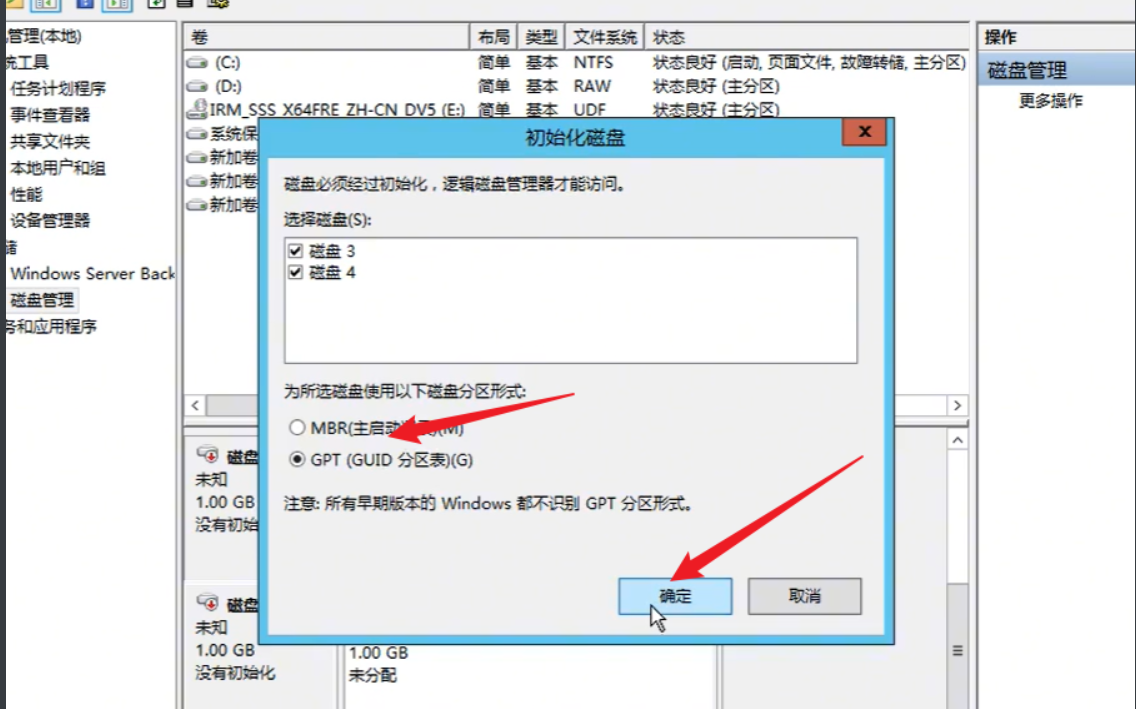 管理(本地)
统工具
任务计划程序
事件查看器
共享文件夹
本地用户和组
性能
设备管理器
储
Windows Server Back
磁盘管理
务和应用程序
卷 布局 类型 文件系统 状态
(C:) 简单 基本 NTFS 状态良好 (启动, 页面文件, 故障转储, 主分区)
(D:) 简单 基本 RAW 状态良好 (主分区)
IRM_SSS_X64FRE_ZH-CN_DV5 (E:) 简单 基本 UDF 状态良好 (主分区)
系统保
新加卷
新加卷
新加卷
初始化磁盘
磁盘必须经过初始化，逻辑磁盘管理器才能访问。
选择磁盘(S):
磁盘 3
磁盘 4
为所选磁盘使用以下磁盘分区形式:
MBR(主启动 (M)
GPT (GUID 分区表)(G)
注意: 所有早期版本的 Windows 都不识别 GPT 分区形式。
确定 取消
磁盘
未知
1.00 GB
没有初始
磁盘
未知
1.00 GB
没有初始化
1.00 GB
未分配
操作
磁盘管理
更多操作